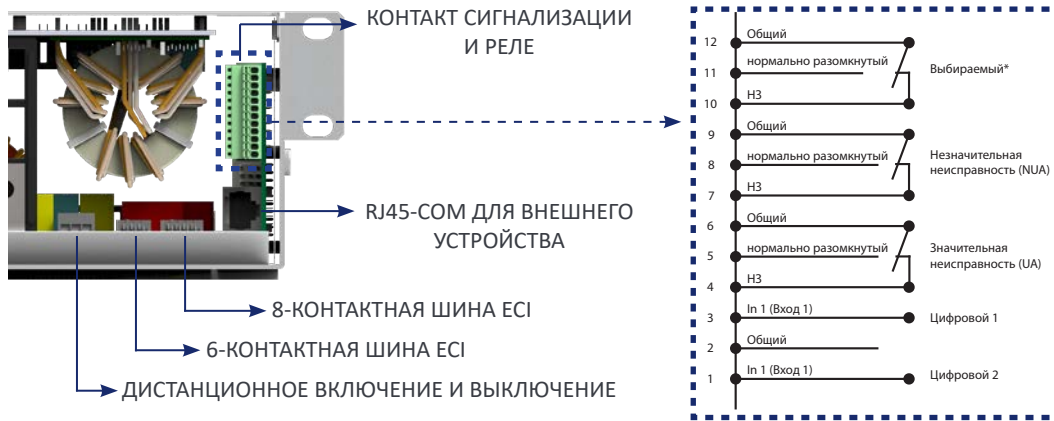 КОНТАКТ СИГНАЛИЗАЦИИ
И РЕЛЕ
RJ45-COM ДЛЯ ВНЕШНЕГО
УСТРОЙСТВА
8-КОНТАКТНАЯ ШИНА ECI
6-КОНТАКТНАЯ ШИНА ECI
ДИСТАНЦИОННОЕ ВКЛЮЧЕНИЕ И ВЫКЛЮЧЕНИЕ
12 Общий
11 нормально разомкнутый
Выбираемый*
10 НЗ
9 Общий
8 нормально разомкнутый
Незначительная
неисправность (NUA)
7 НЗ
6 Общий
5 нормально разомкнутый
Значительная
неисправность (UA)
4 НЗ
3 In 1 (Вход 1) Цифровой 1
2 Общий
1 In 1 (Вход 1) Цифровой 2